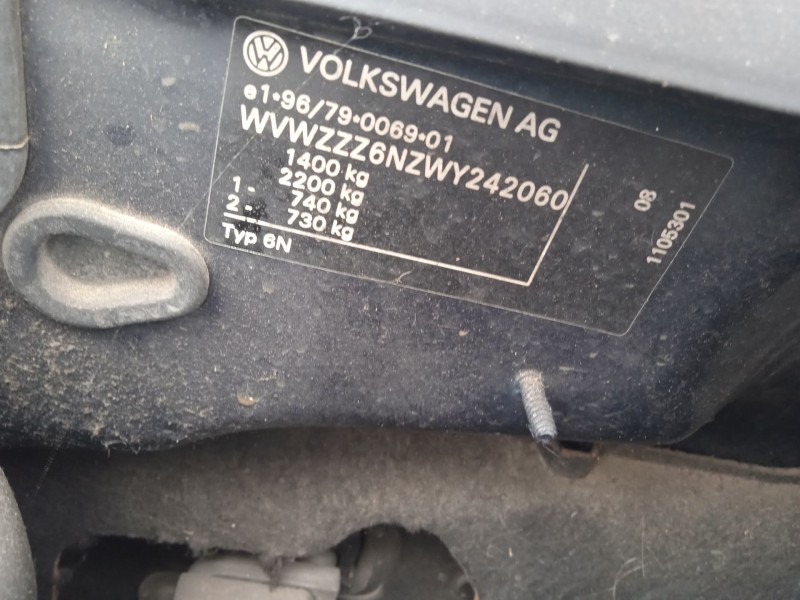 VOLKSWAGEN AG
e1*96/79*0069*01
WVWZZZ6NZWY242060
1400 kg
2200 kg
1- 740 kg
2- 730 kg
Typ 6N
08
1105301